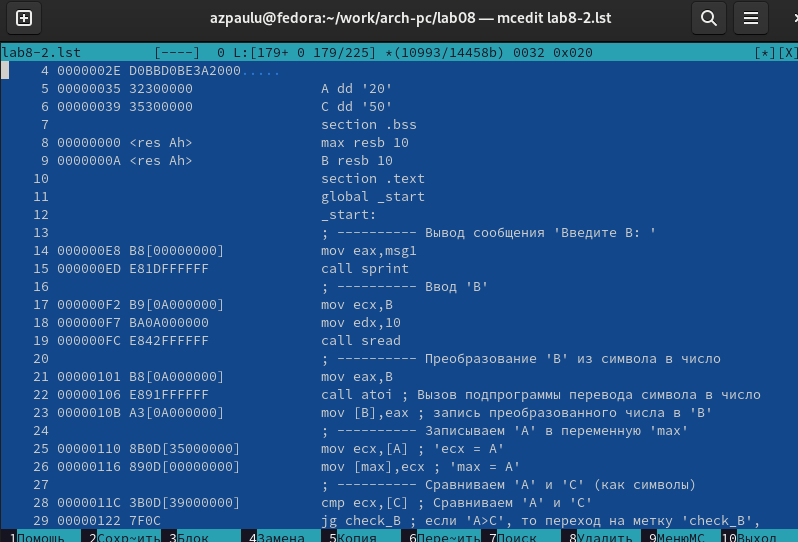 azpaulu@fedora:~/work/arch-pc/lab08 — mcedit lab8-2.lst
lab8-2.lst [----] 0 L:[179+ 0 179/225] *(10993/14458b) 0032 0x020 [*][X]
4 0000002E D0BBD0BE3A2000.....
5 00000035 32300000 A dd '20'
6 00000039 35300000 C dd '50'
7 section .bss
8 00000000 <res Ah> max resb 10
9 0000000A <res Ah> B resb 10
10 section .text
11 global _start
12 _start:
13 ; ---------- Вывод сообщения 'Введите B: '
14 000000E8 B8[00000000] mov eax,msg1
15 000000ED E81DFFFFFF call sprint
16 ; ---------- Ввод 'B'
17 000000F2 B9[0A000000] mov ecx,B
18 000000F7 BA0A000000 mov edx,10
19 000000FC E842FFFFFF call sread
20 ; ---------- Преобразование 'B' из символа в число
21 00000101 B8[0A000000] mov eax,B
22 00000106 E891FFFFFF call atoi ; Вызов подпрограммы перевода символа в число
23 0000010B A3[0A000000] mov [B],eax ; запись преобразованного числа в 'B'
24 ; ---------- Записываем 'A' в переменную 'max'
25 00000110 8B0D[35000000] mov ecx,[A] ; 'ecx = A'
26 00000116 890D[00000000] mov [max],ecx ; 'max = A'
27 ; ---------- Сравниваем 'A' и 'С' (как символы)
28 0000011C 3B0D[39000000] cmp ecx,[C] ; Сравниваем 'A' и 'С'
29 00000122 7F0C jg check_B ; если 'A>C', то переход на метку 'check_B',
1Помощь 2Сохр~ить 3Блок 4Замена 5Копия 6Пере~ить 7Поиск 8Удалить 9МенюMC 10Выход